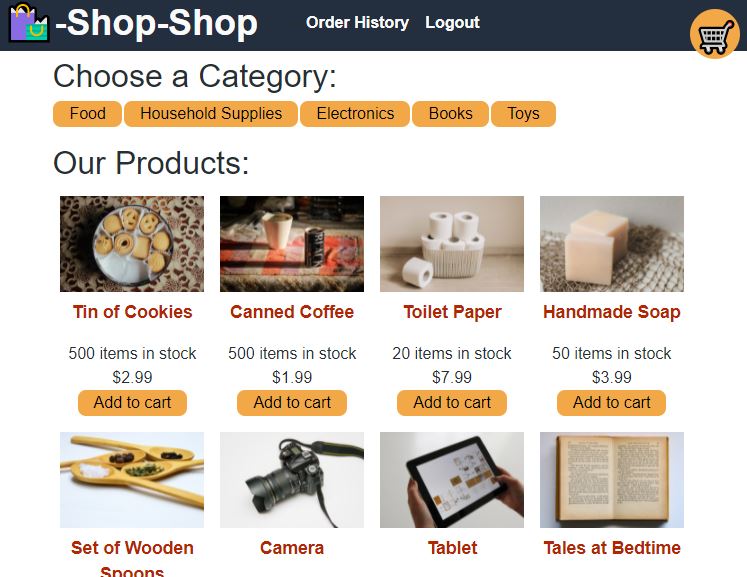 -Shop-Shop
Order History
Logout
Choose a Category:
Food
Household Supplies
Electronics
Books
Toys
Our Products:
Tin of Cookies
Canned Coffee
Toilet Paper
Handmade Soap
500 items in stock
500 items in stock
20 items in stock
50 items in stock
$2.99
$1.99
$7.99
$3.99
Add to cart
Add to cart
Add to cart
Add to cart
Set of Wooden
Spoons
Camera
Tablet
Tales at Bedtime